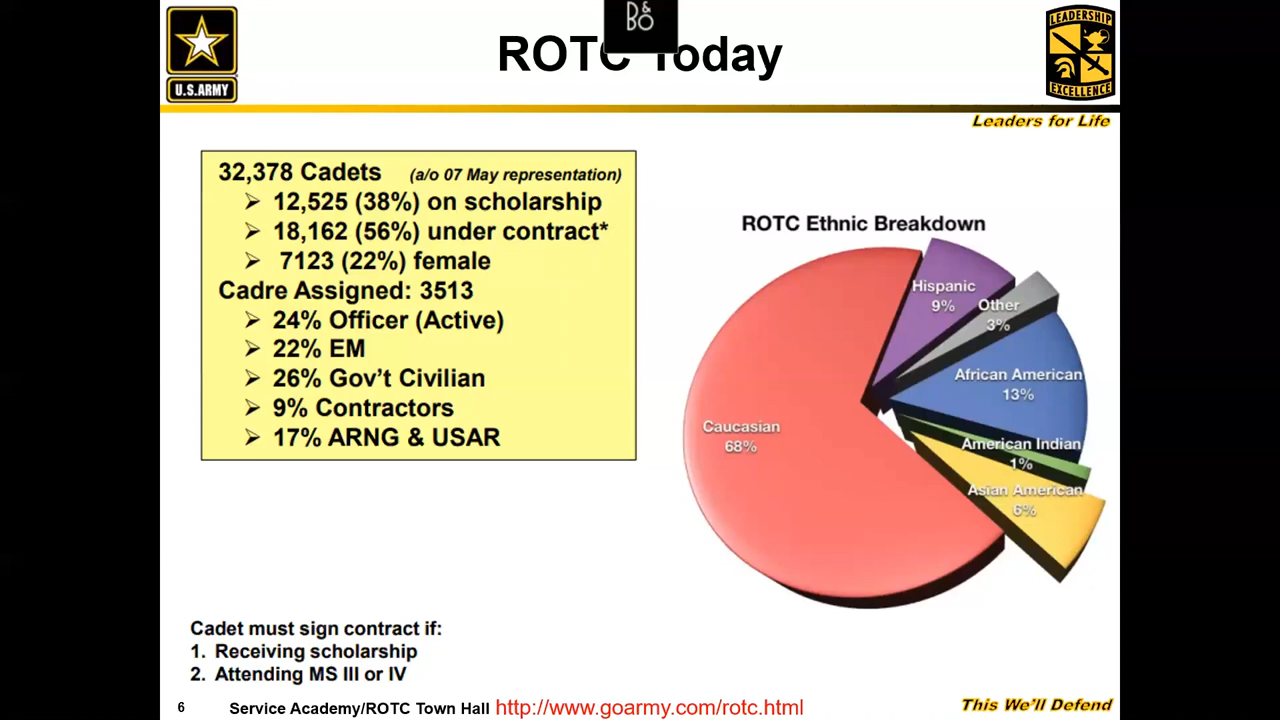 B&O
ROTC Today
U.S.ARMY
LEADERSHIP
EXCELLENCE
Leaders for Life
32,378 Cadets (a/o 07 May representation)
➢ 12,525 (38%) on scholarship
➢ 18,162 (56%) under contract*
➢ 7123 (22%) female
Cadre Assigned: 3513
➢ 24% Officer (Active)
➢ 22% EM
➢ 26% Gov't Civilian
➢ 9% Contractors
➢ 17% ARNG & USAR
ROTC Ethnic Breakdown
Hispanic
9%
Other
3%
African American
13%
Caucasian
68%
American Indian
1%
Asian American
6%
Cadet must sign contract if:
1. Receiving scholarship
2. Attending MS III or IV
6 Service Academy/ROTC Town Hall http://www.goarmy.com/rotc.html
This We'll Defend